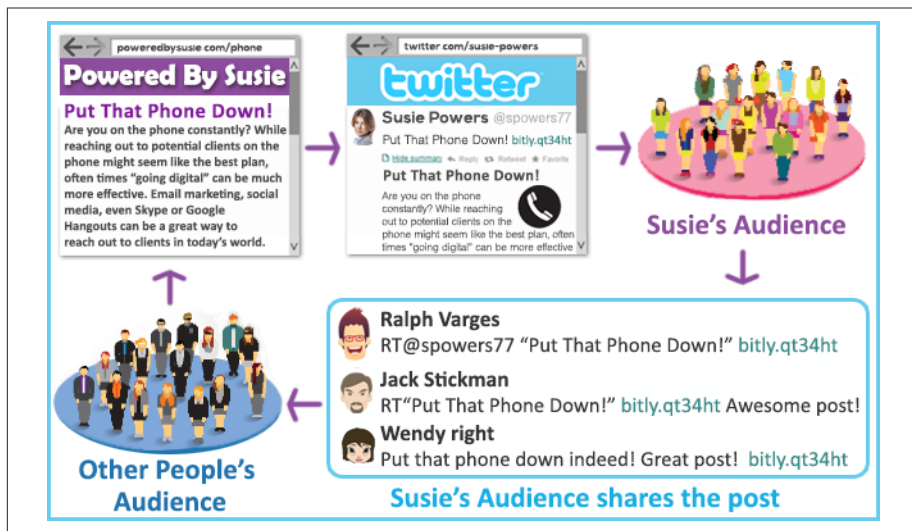 poweredbysusie com/phone
Powered By Susie
Put That Phone Down!
Are you on the phone constantly? While
reaching out to potential clients on the
phone might seem like the best plan,
often times "going digital" can be much
more effective. Email marketing, social
media, even Skype or Google
Hangouts can be a great way to
reach out to clients in today's world.
twitter com/susie-powers
twitter
Susie Powers @spowers77
Put That Phone Down! bitly.qt34ht
Hide summary Reply Retweet Favorite
Put That Phone Down!
Are you on the phone
constantly? While reaching
out to potential clients on the
phone might seem like the best plan, often
times "going digital" can be more effective
Susie's Audience
Ralph Varges
RT@spowers77 “Put That Phone Down!” bitly.qt34ht
Jack Stickman
RT“Put That Phone Down!” bitly.qt34ht Awesome post!
Wendy right
Put that phone down indeed! Great post! bitly.qt34ht
Susie's Audience shares the post
Other People's
Audience